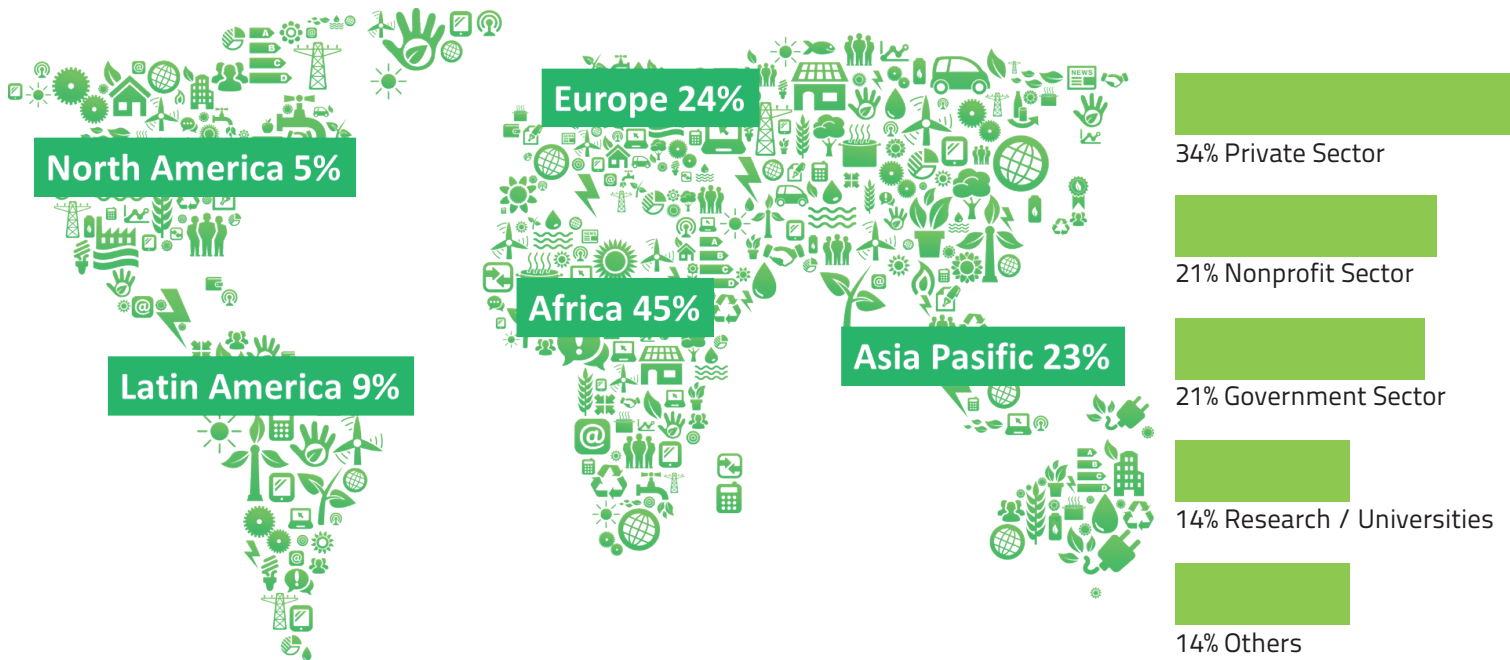 Europe 24%
North America 5%
Africa 45%
Asia Pasific 23%
Latin America 9%
34% Private Sector
21% Nonprofit Sector
21% Government Sector
14% Research / Universities
14% Others
NEWS
A
B
C
D
@